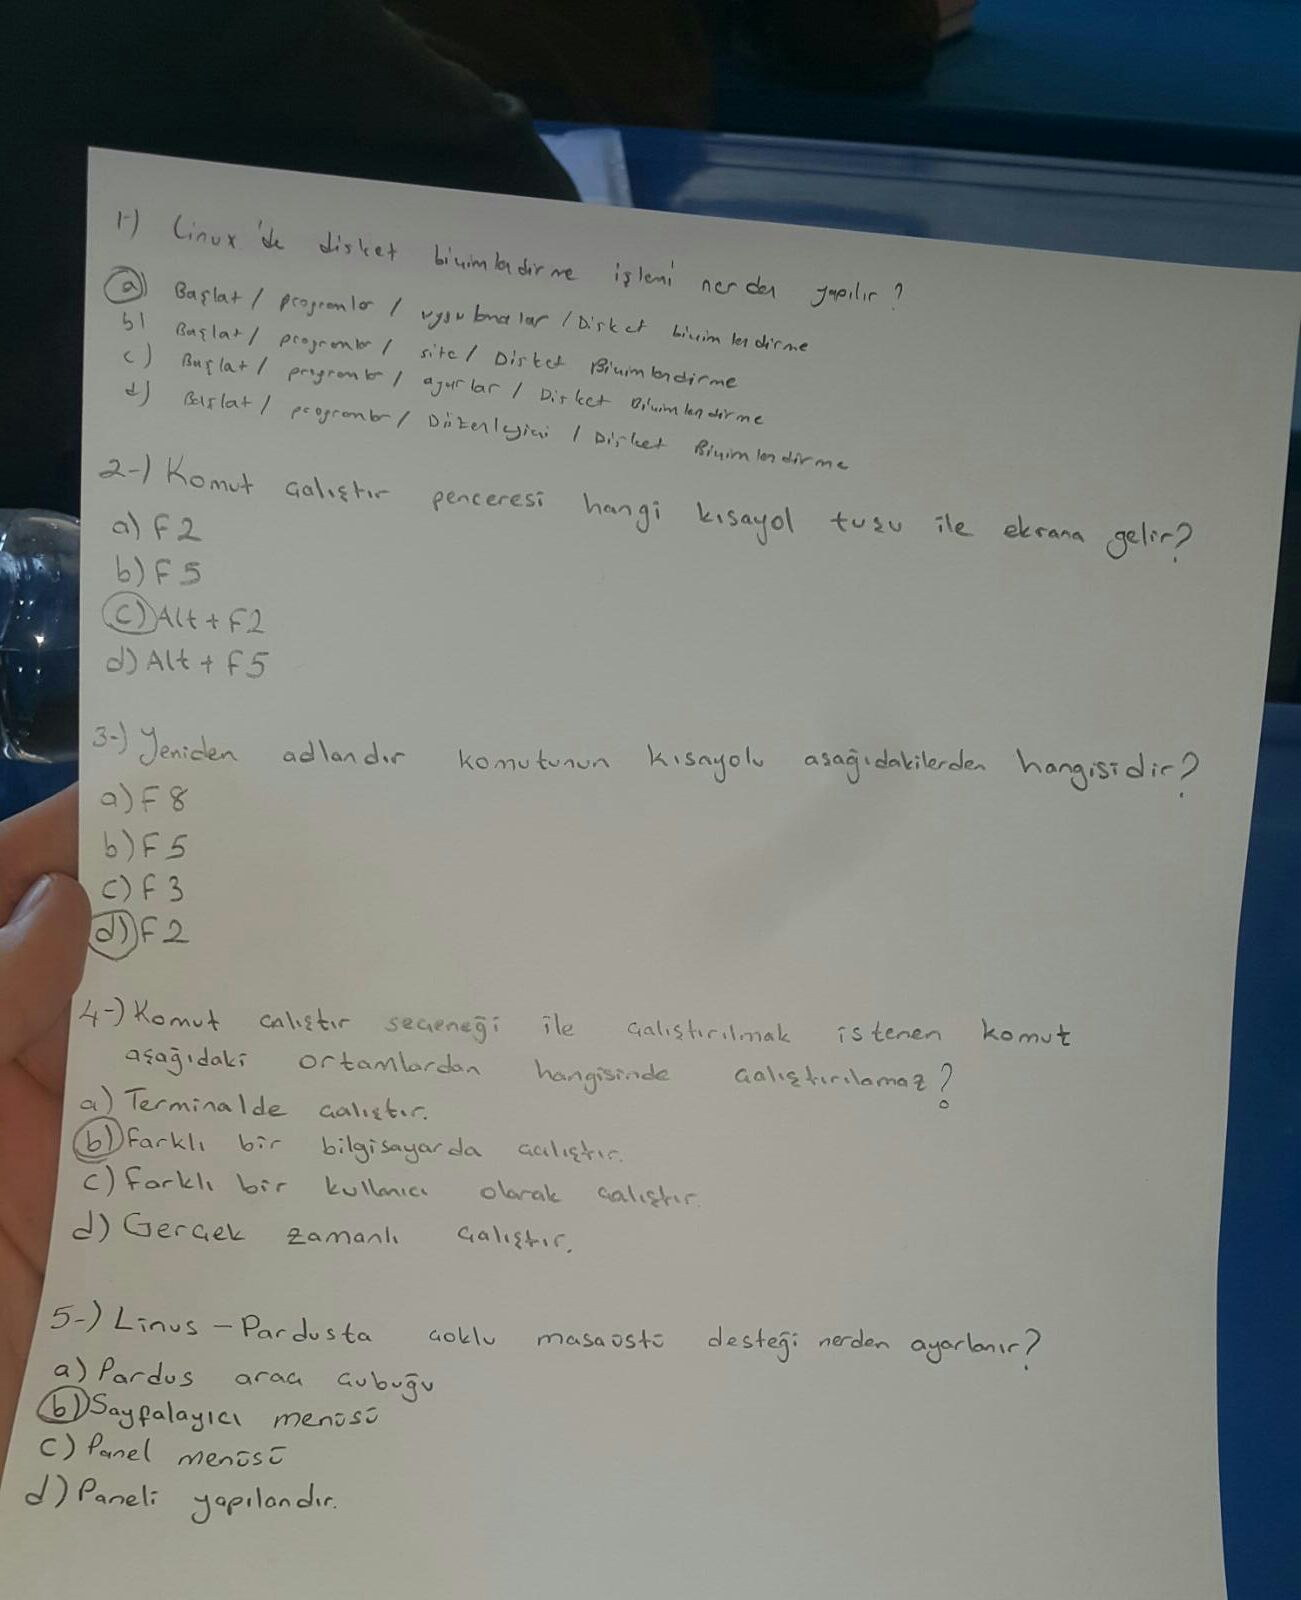 1-) Linux'de disket biçimlendirme işlemi nerden yapılır?
a) Başlat / programlar / uygulamalar / Disket biçimlendirme
b) Başlat / programlar / site / Disket Biçimlendirme
c) Başlat / programlar / ayarlar / Disket Biçimlendirme
d) Başlat / programlar / Düzenleyici / Disket Biçimlendirme
2-) Komut çalıştır penceresi hangi kısayol tuşu ile ekrana gelir?
a) F2
b) F5
c) Alt + F2
d) Alt + F5
3-) Yeniden adlandır komutunun kısayolu aşağıdakilerden hangisidir?
a) F8
b) F5
c) F3
d) F2
4-) Komut çalıştır seçeneği ile çalıştırılmak istenen komut
aşağıdaki ortamlardan hangisinde çalıştırılamaz?
a) Terminalde çalıştır.
b) Farklı bir bilgisayarda çalıştır.
c) Farklı bir kullanıcı olarak çalıştır.
d) Gerçek zamanlı çalıştır.
5-) Linus - Pardusta çoklu masaüstü desteği nerden ayarlanır?
a) Pardus araç çubuğu
b) Sayfalayıcı menüsü
c) Panel menüsü
d) Paneli yapılandır.